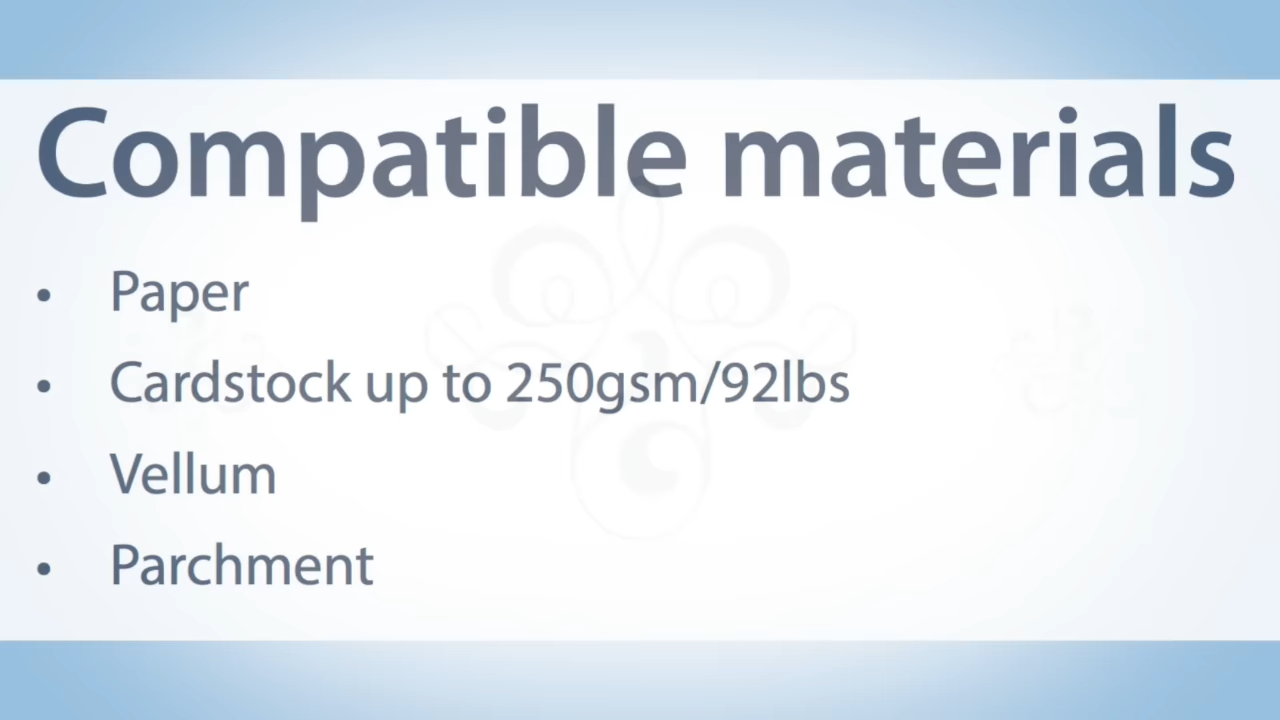 Compatible materials
• Paper
• Cardstock up to 250gsm/92lbs
• Vellum
• Parchment